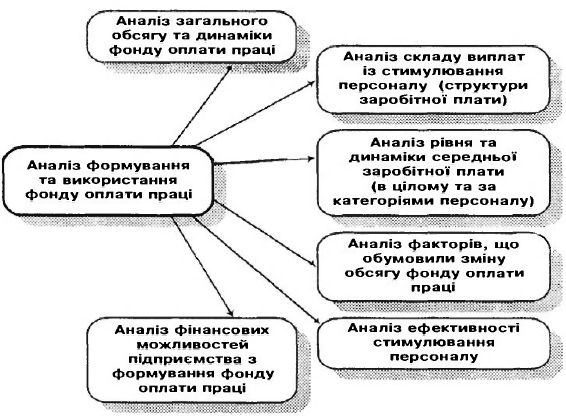 Аналіз загального
обсягу та динаміки
фонду оплати праці
Аналіз складу виплат
із стимулювання
персоналу (структури
заробітної плати)
Аналіз формування
та використання
фонду оплати праці
Аналіз рівня та
динаміки середньої
заробітної плати
(в цілому та за
категоріями персоналу)
Аналіз факторів, що
обумовили зміну
обсягу фонду оплати
праці
Аналіз фінансових
можливостей
підприємства з
формування фонду
оплати праці
Аналіз ефективності
стимулювання
персоналу